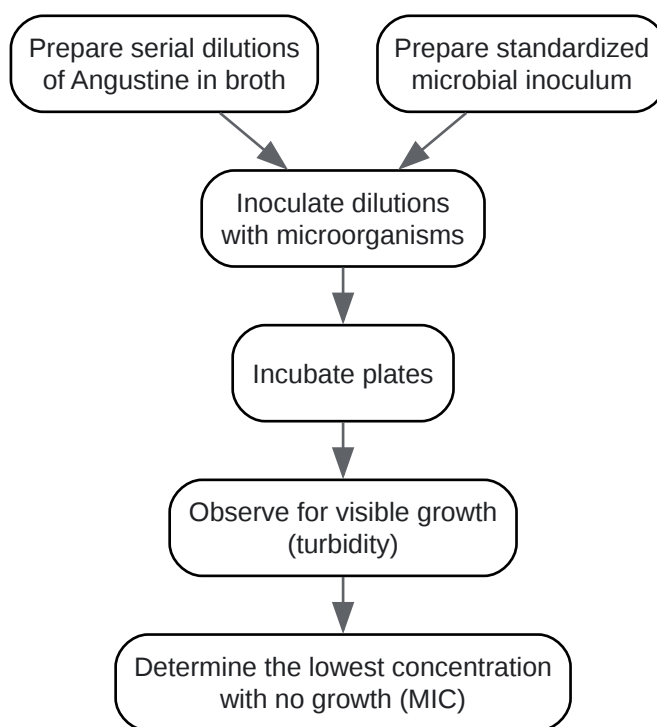 Prepare serial dilutions
of Angustine in broth
Prepare standardized
microbial inoculum
Inoculate dilutions
with microorganisms
Incubate plates
Observe for visible growth
(turbidity)
Determine the lowest concentration
with no growth (MIC)